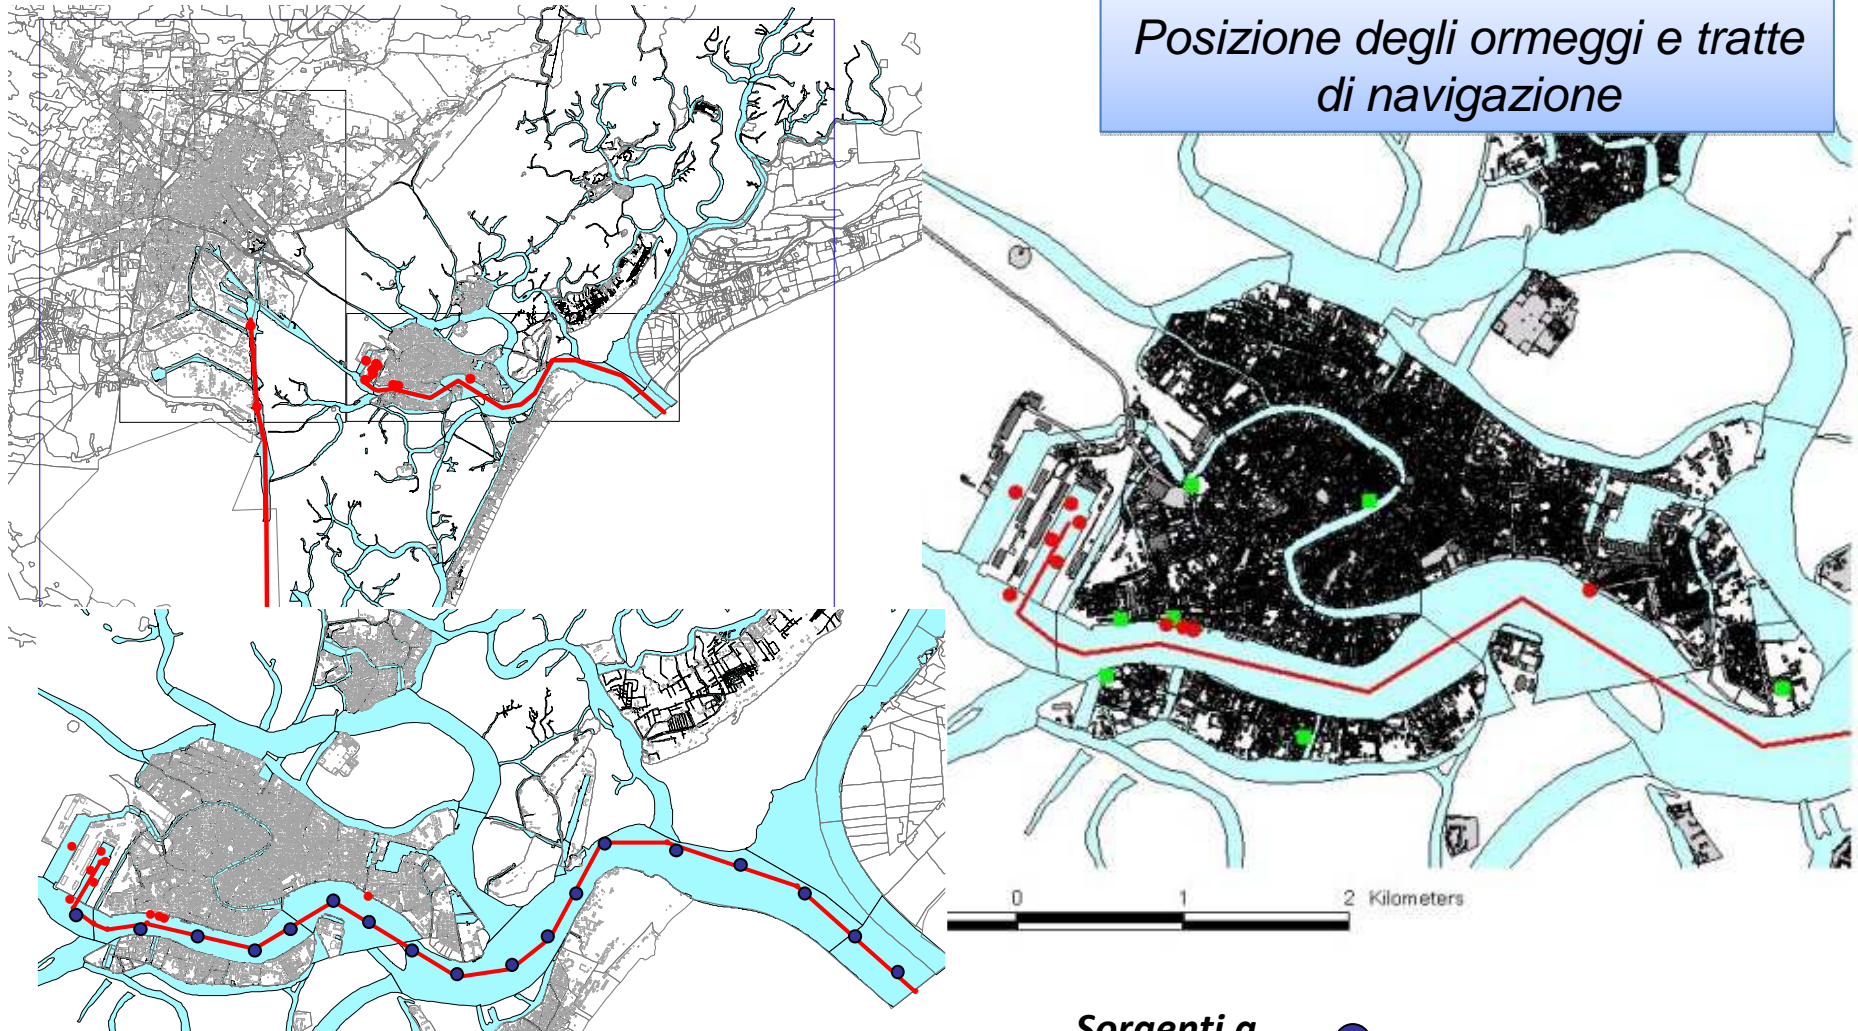 Posizione degli ormeggi e tratte
di navigazione
0 1 2 Kilometers
Sorgenti a